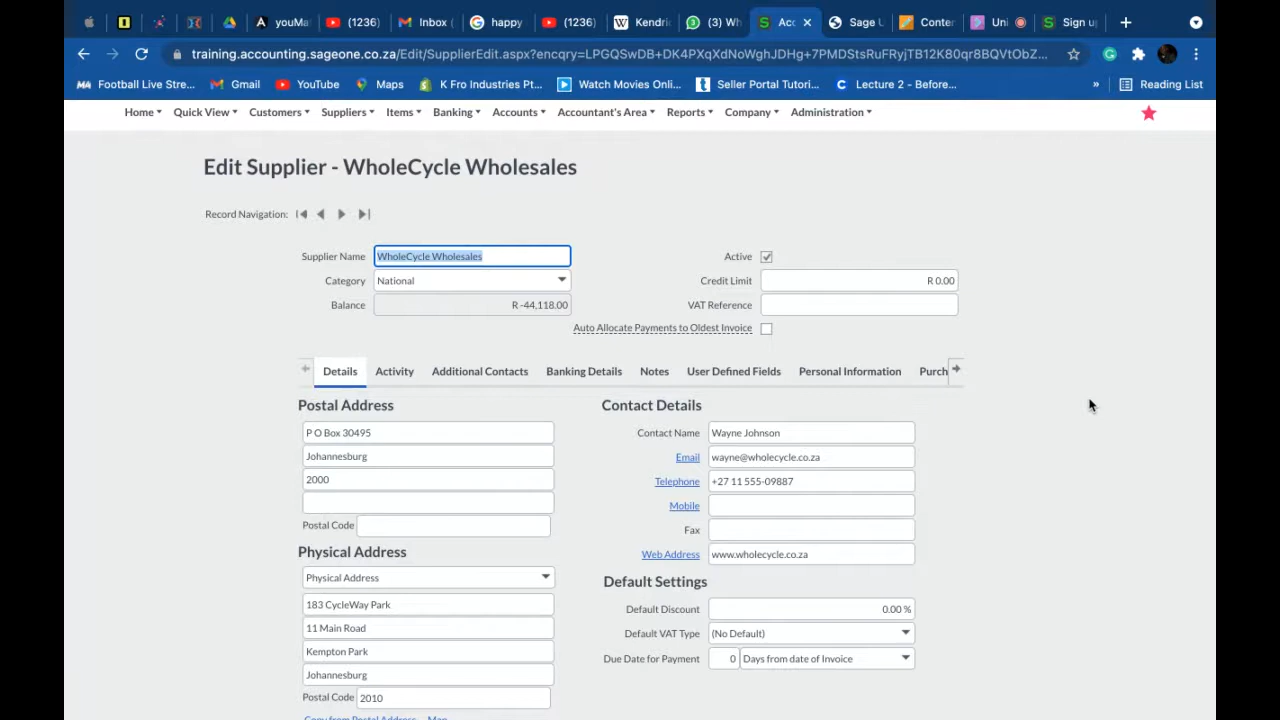 youMa
(1236)
Inbox (
happy
(1236)
Kendri
(3) Wh
Acc
Sage U
Conter
Uni
Sign up
training.accounting.sageone.co.za/Edit/SupplierEdit.aspx?encqry=LPGQSwDB+DK4PXqXdNoWghJDHg+7PMDStsRuFRyjTB12K80qr8BQVtObZ...
Football Live Stre...
Gmail
YouTube
Maps
K Fro Industries Pt...
Watch Movies Onl...
Seller Portal Tutori...
Lecture 2 - Before...
»
Reading List
Home Quick View Customers Suppliers Items Banking Accounts Accountant's Area Reports Company Administration
Edit Supplier - WholeCycle Wholesales
Record Navigation:
Supplier Name WholeCycle Wholesales
Active
Category National
Credit Limit R 0.00
Balance R -44,118.00
VAT Reference
Auto Allocate Payments to Oldest Invoice
Details Activity Additional Contacts Banking Details Notes User Defined Fields Personal Information Purch
Postal Address
P O Box 30495
Johannesburg
2000
Postal Code
Physical Address
Physical Address
183 CycleWay Park
11 Main Road
Kempton Park
Johannesburg
Postal Code 2010
Copy from Postal Address Map
Contact Details
Contact Name Wayne Johnson
Email wayne@wholecycle.co.za
Telephone +27 11 555-09887
Mobile
Fax
Web Address www.wholecycle.co.za
Default Settings
Default Discount 0.00 %
Default VAT Type (No Default)
Due Date for Payment 0 Days from date of Invoice